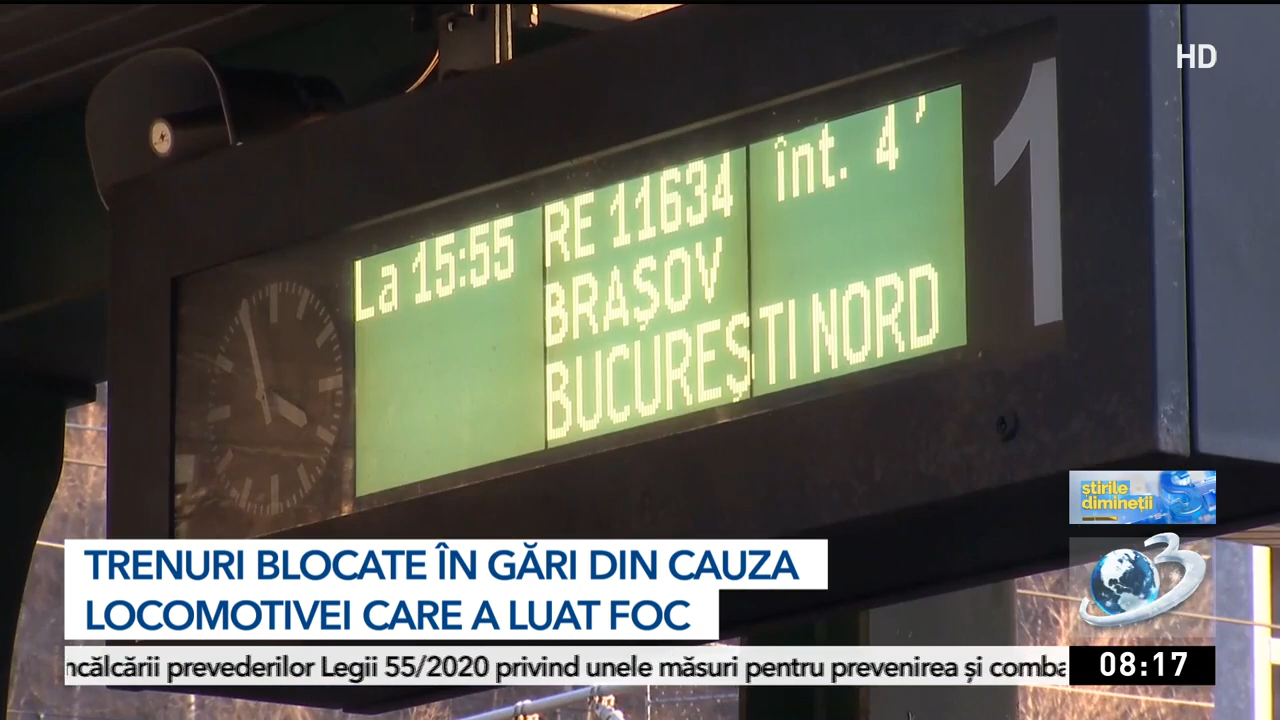 HD
1
La 15:55 RE 11634 înt. 4'
BRAȘOV
BUCUREȘTI NORD
știrile
dimineții
3
TRENURI BLOCATE ÎN GĂRI DIN CAUZA
LOCOMOTIVEI CARE A LUAT FOC
ncălcării prevederilor Legii 55/2020 privind unele măsuri pentru prevenirea și comba
08:17